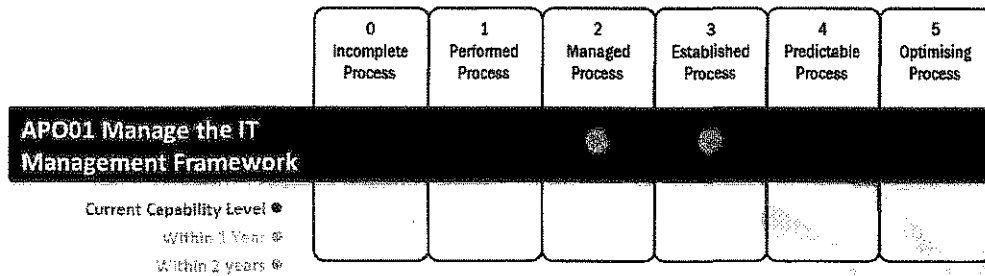 0
Incomplete
Process
1
Performed
Process
2
Managed
Process
3
Established
Process
4
Predictable
Process
5
Optimising
Process
APO01 Manage the IT
Management Framework
Current Capability Level
Within 1 Year
Within 2 years